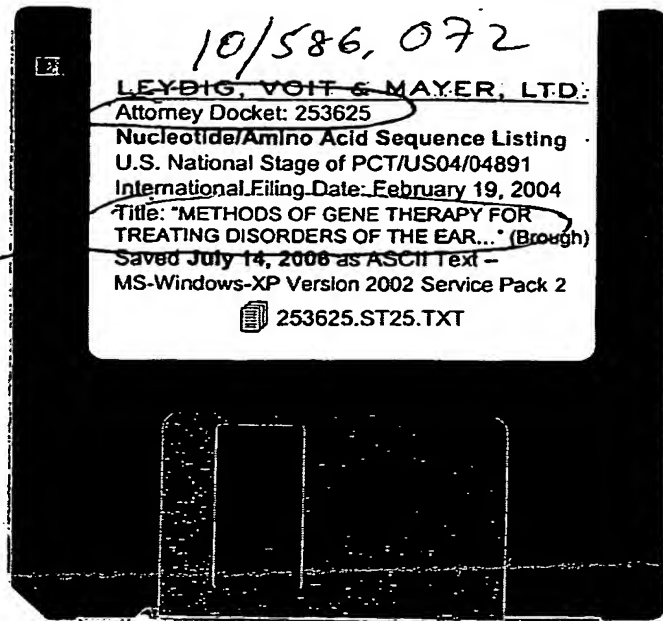 10/586, 072
LEYDIG, VOIT & MAYER, LTD.
Attorney Docket: 253625
Nucleotide/Amino Acid Sequence Listing
U.S. National Stage of PCT/US04/04891
International Filing Date: February 19, 2004
Title: "METHODS OF GENE THERAPY FOR
TREATING DISORDERS OF THE EAR..." (Brough)
Saved July 14, 2006 as ASCII Text –
MS-Windows-XP Version 2002 Service Pack 2
253625.ST25.TXT